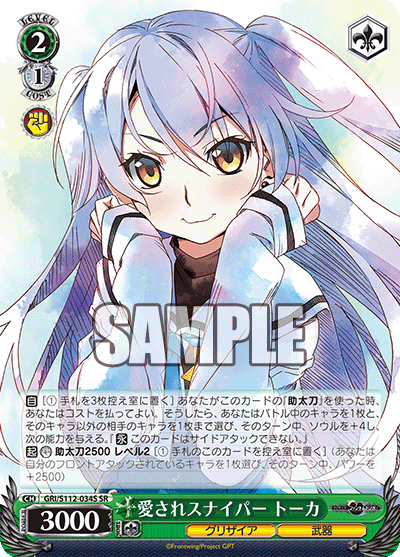 LEVEL
2
1
COST
SAMPLE
自［① 手札を3枚控え室に置く］ あなたがこのカードの『助太刀』を使った時、
あなたはコストを払ってよい。そうしたら、あなたはバトル中のキャラを1枚と、
そのキャラ以外の相手のキャラを1枚まで選び、そのターン中、ソウルを+4し、
次の能力を与える。『永 このカードはサイドアタックできない。』
起 助太刀2500 レベル2［① 手札のこのカードを控え室に置く］（あなたは
自分のフロントアタックされているキャラを1枚選び、そのターン中、パワーを
+2500）
CH GRI/S112-034S SR
愛されスナイパー トーカ
POWER
3000
グリザイア
武器
©Frontwing/Project GPT